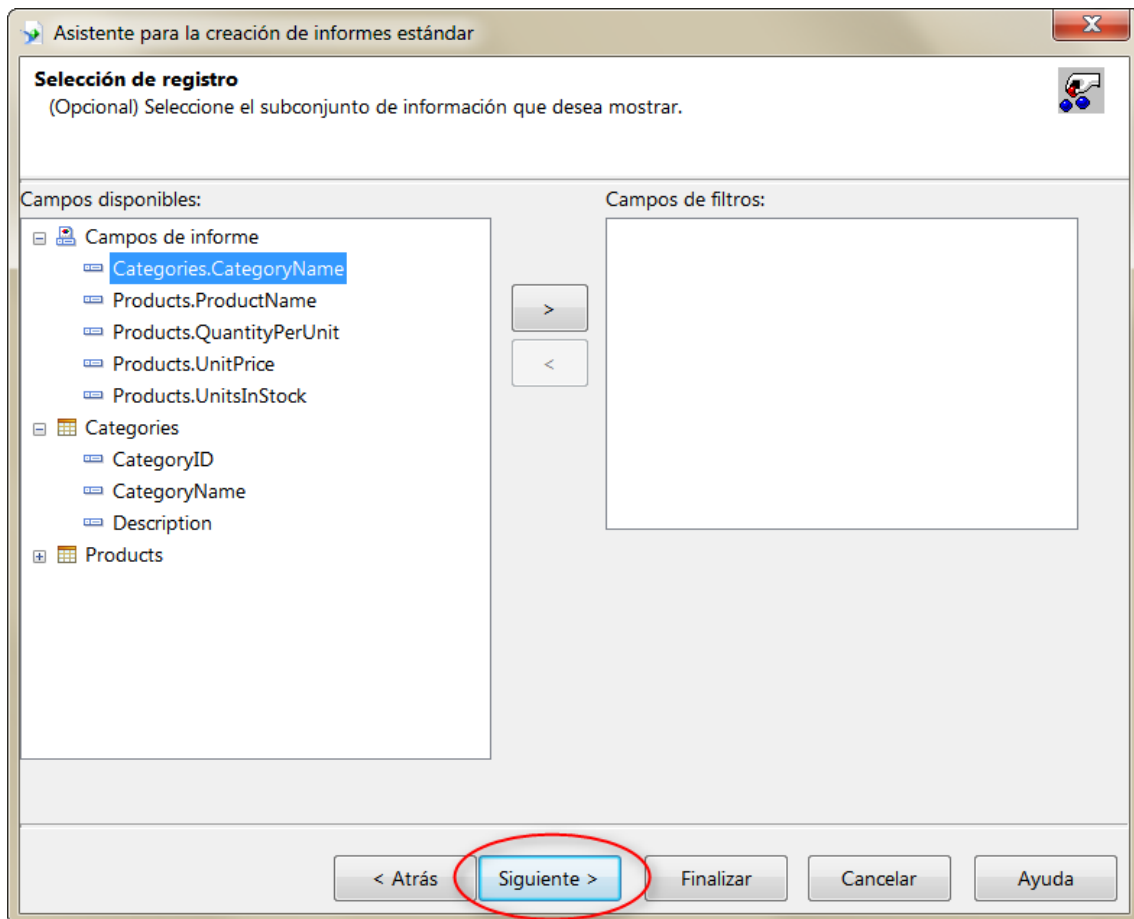 Asistente para la creación de informes estándar
X
Selección de registro
(Opcional) Seleccione el subconjunto de información que desea mostrar.
Campos disponibles:
Campos de filtros:
Campos de informe
Categories.CategoryName
Products.ProductName
Products.QuantityPerUnit
Products.UnitPrice
Products.UnitsInStock
Categories
CategoryID
CategoryName
Description
Products
>
<
< Atrás
Siguiente >
Finalizar
Cancelar
Ayuda